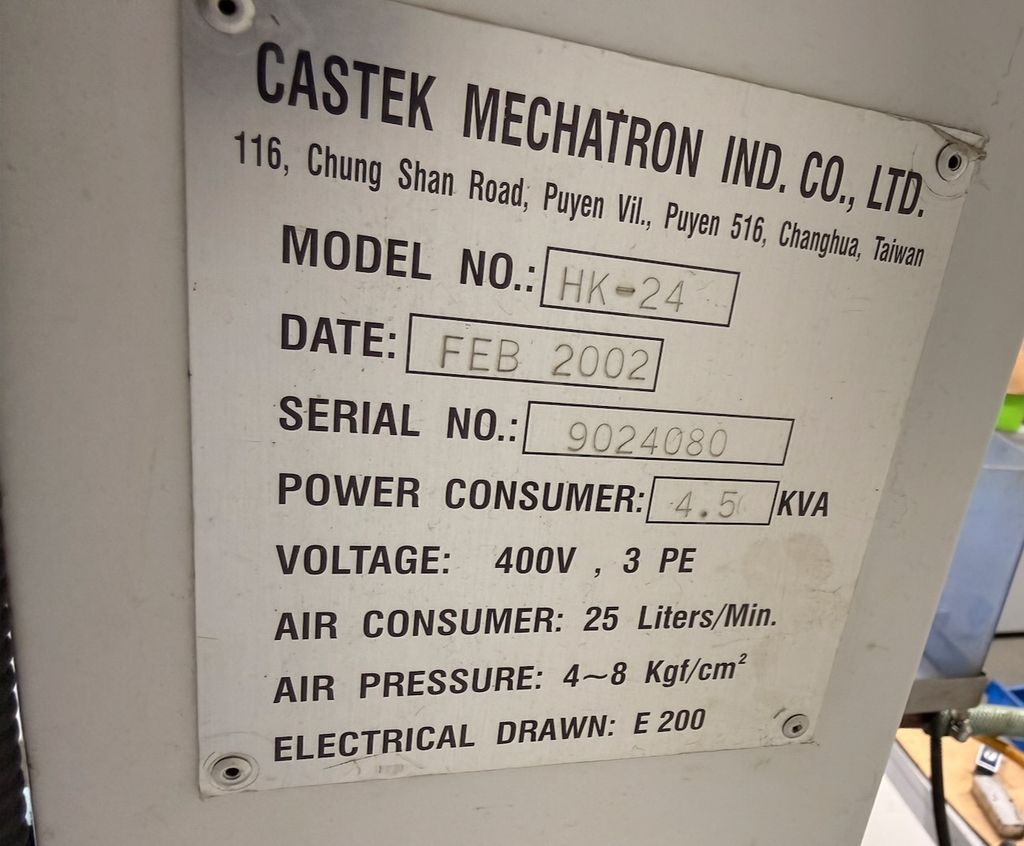 CASTEK MECHATRON IND. CO., LTD.
116, Chung Shan Road, Puyen Vil., Puyen 516, Changhua, Taiwan
MODEL NO.: HK-24
DATE: FEB 2002
SERIAL NO.: 9024080
POWER CONSUMER: 4.5 KVA
VOLTAGE: 400V , 3 PE
AIR CONSUMER: 25 Liters/Min.
AIR PRESSURE: 4~8 Kgf/cm²
ELECTRICAL DRAWN: E 200